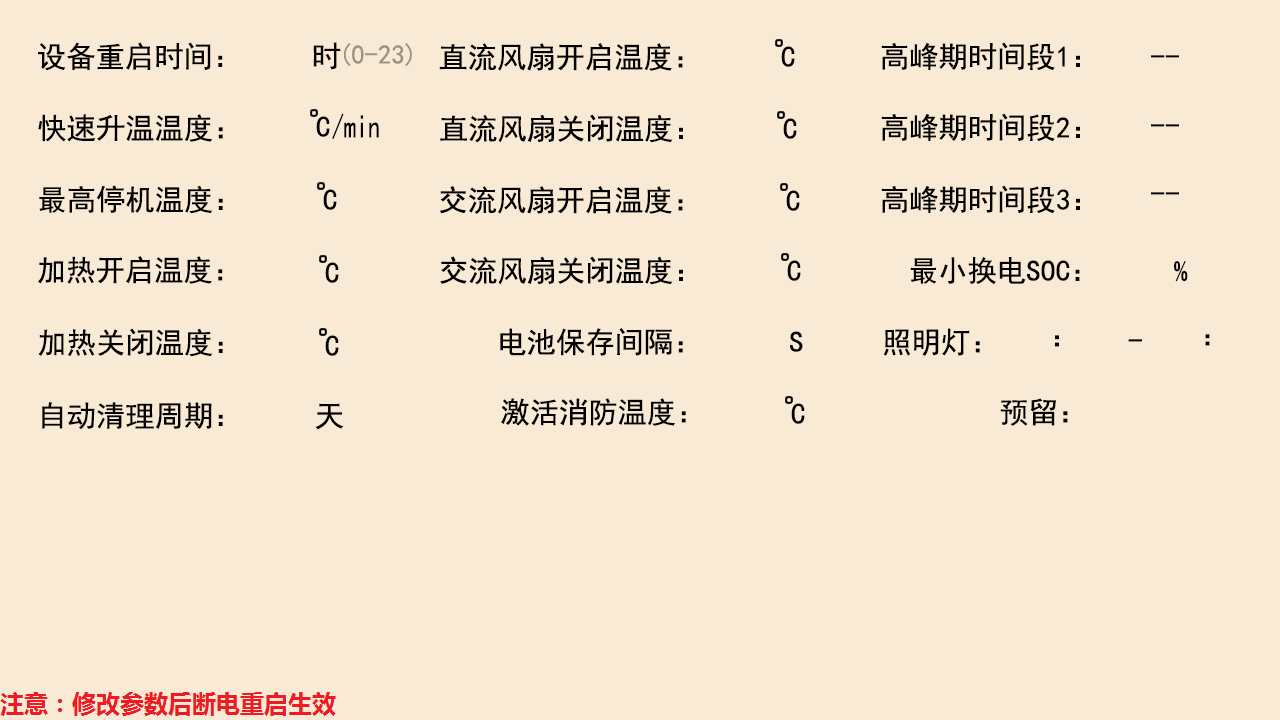 设备重启时间： 时(0-23) 直流风扇开启温度： ℃ 高峰期时间段1： --
快速升温温度： ℃/min 直流风扇关闭温度： ℃ 高峰期时间段2： --
最高停机温度： ℃ 交流风扇开启温度： ℃ 高峰期时间段3： --
加热开启温度： ℃ 交流风扇关闭温度： ℃ 最小换电SOC： %
加热关闭温度： ℃ 电池保存间隔： S 照明灯： : - :
自动清理周期： 天 激活消防温度： ℃ 预留：
注意：修改参数后断电重启生效